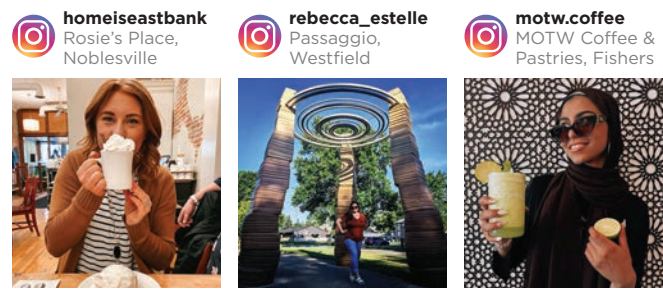 homeiseastbank
Rosie's Place,
Noblesville
rebecca_estelle
Passaggio,
Westfield
motw.coffee
MOTW Coffee &
Pastries, Fishers